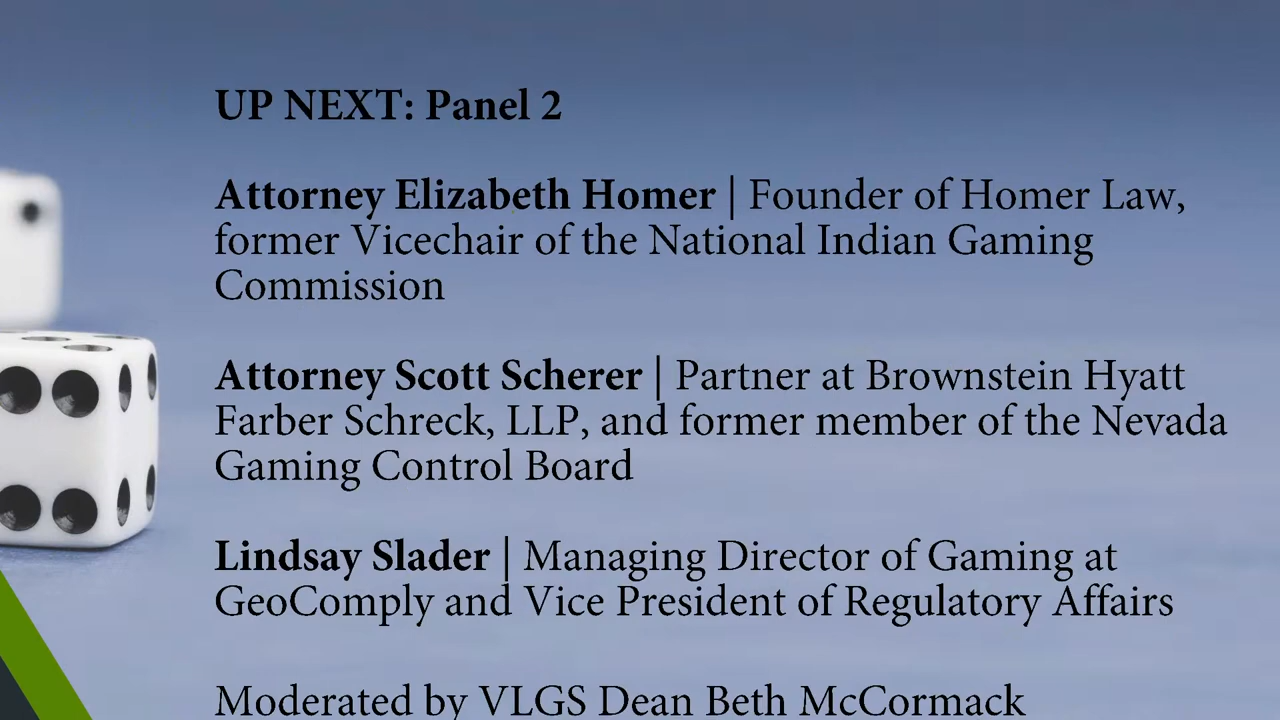 UP NEXT: Panel 2
Attorney Elizabeth Homer | Founder of Homer Law,
former Vicechair of the National Indian Gaming
Commission
Attorney Scott Scherer | Partner at Brownstein Hyatt
Farber Schreck, LLP, and former member of the Nevada
Gaming Control Board
Lindsay Slader | Managing Director of Gaming at
GeoComply and Vice President of Regulatory Affairs
Moderated by VLGS Dean Beth McCormack